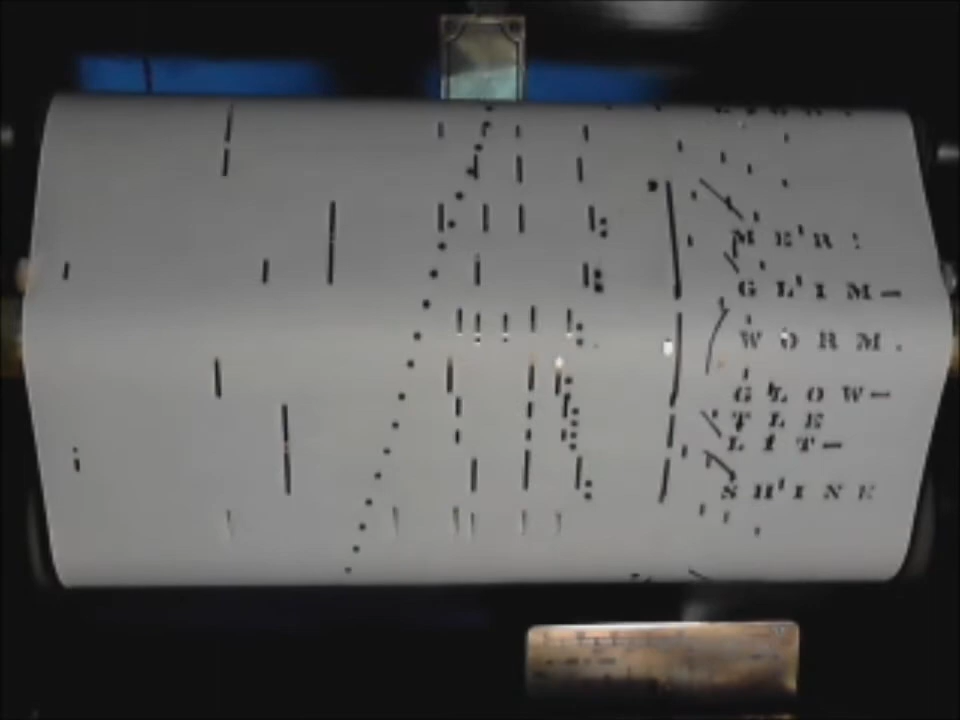 MER:
GLIM-
WORM.
GLOW-
TLE
LIT-
SHINE